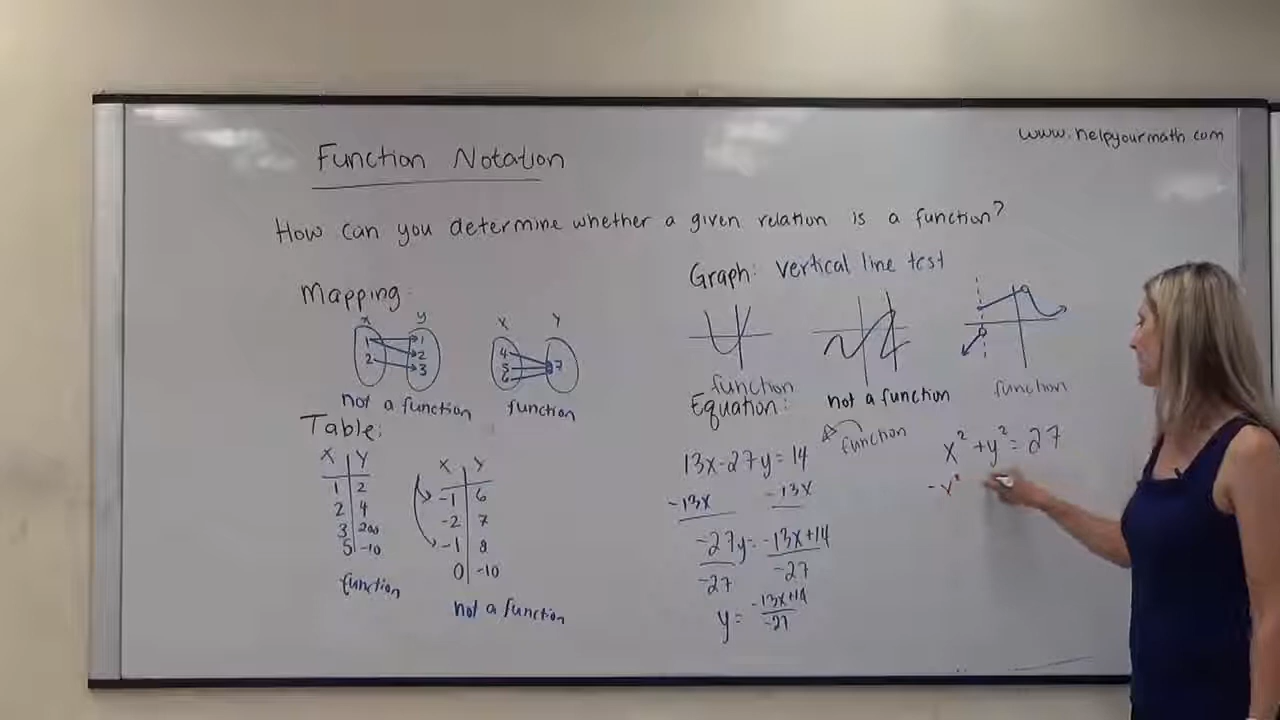 www.helpyourmath.com
Function Notation
How can you determine whether a given relation is a function?
Mapping:
x y
1 1
2 2
3
not a function
X Y
4 7
5
6
function
Table:
X Y
1 2
2 4
3 200
5 -10
function
X Y
-1 6
-2 7
-1 8
0 -10
not a function
Graph: vertical line test
function
not a function
function
Equation:
function
13x-27y=14
-13x -13x
-27y=-13x+14
-27 -27
y= -13x+14
-27
x²+y²=27
-x²